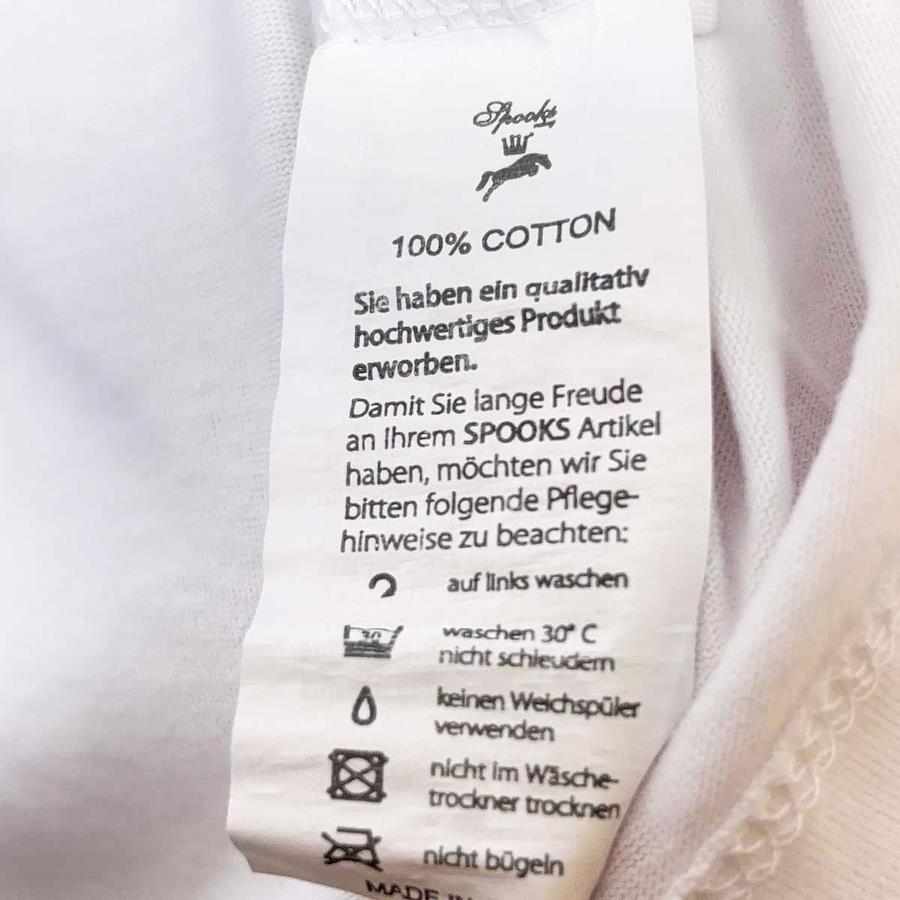 Spooks
100% COTTON
Sie haben ein qualitativ
hochwertiges Produkt
erworben.
Damit Sie lange Freude
an Ihrem SPOOKS Artikel
haben, möchten wir Sie
bitten folgende Pflege-
hinweise zu beachten:
auf links waschen
30
waschen 30° C
nicht schleudern
keinen Weichspüler
verwenden
nicht im Wäsche-
trockner trocknen
nicht bügeln
MADE IN